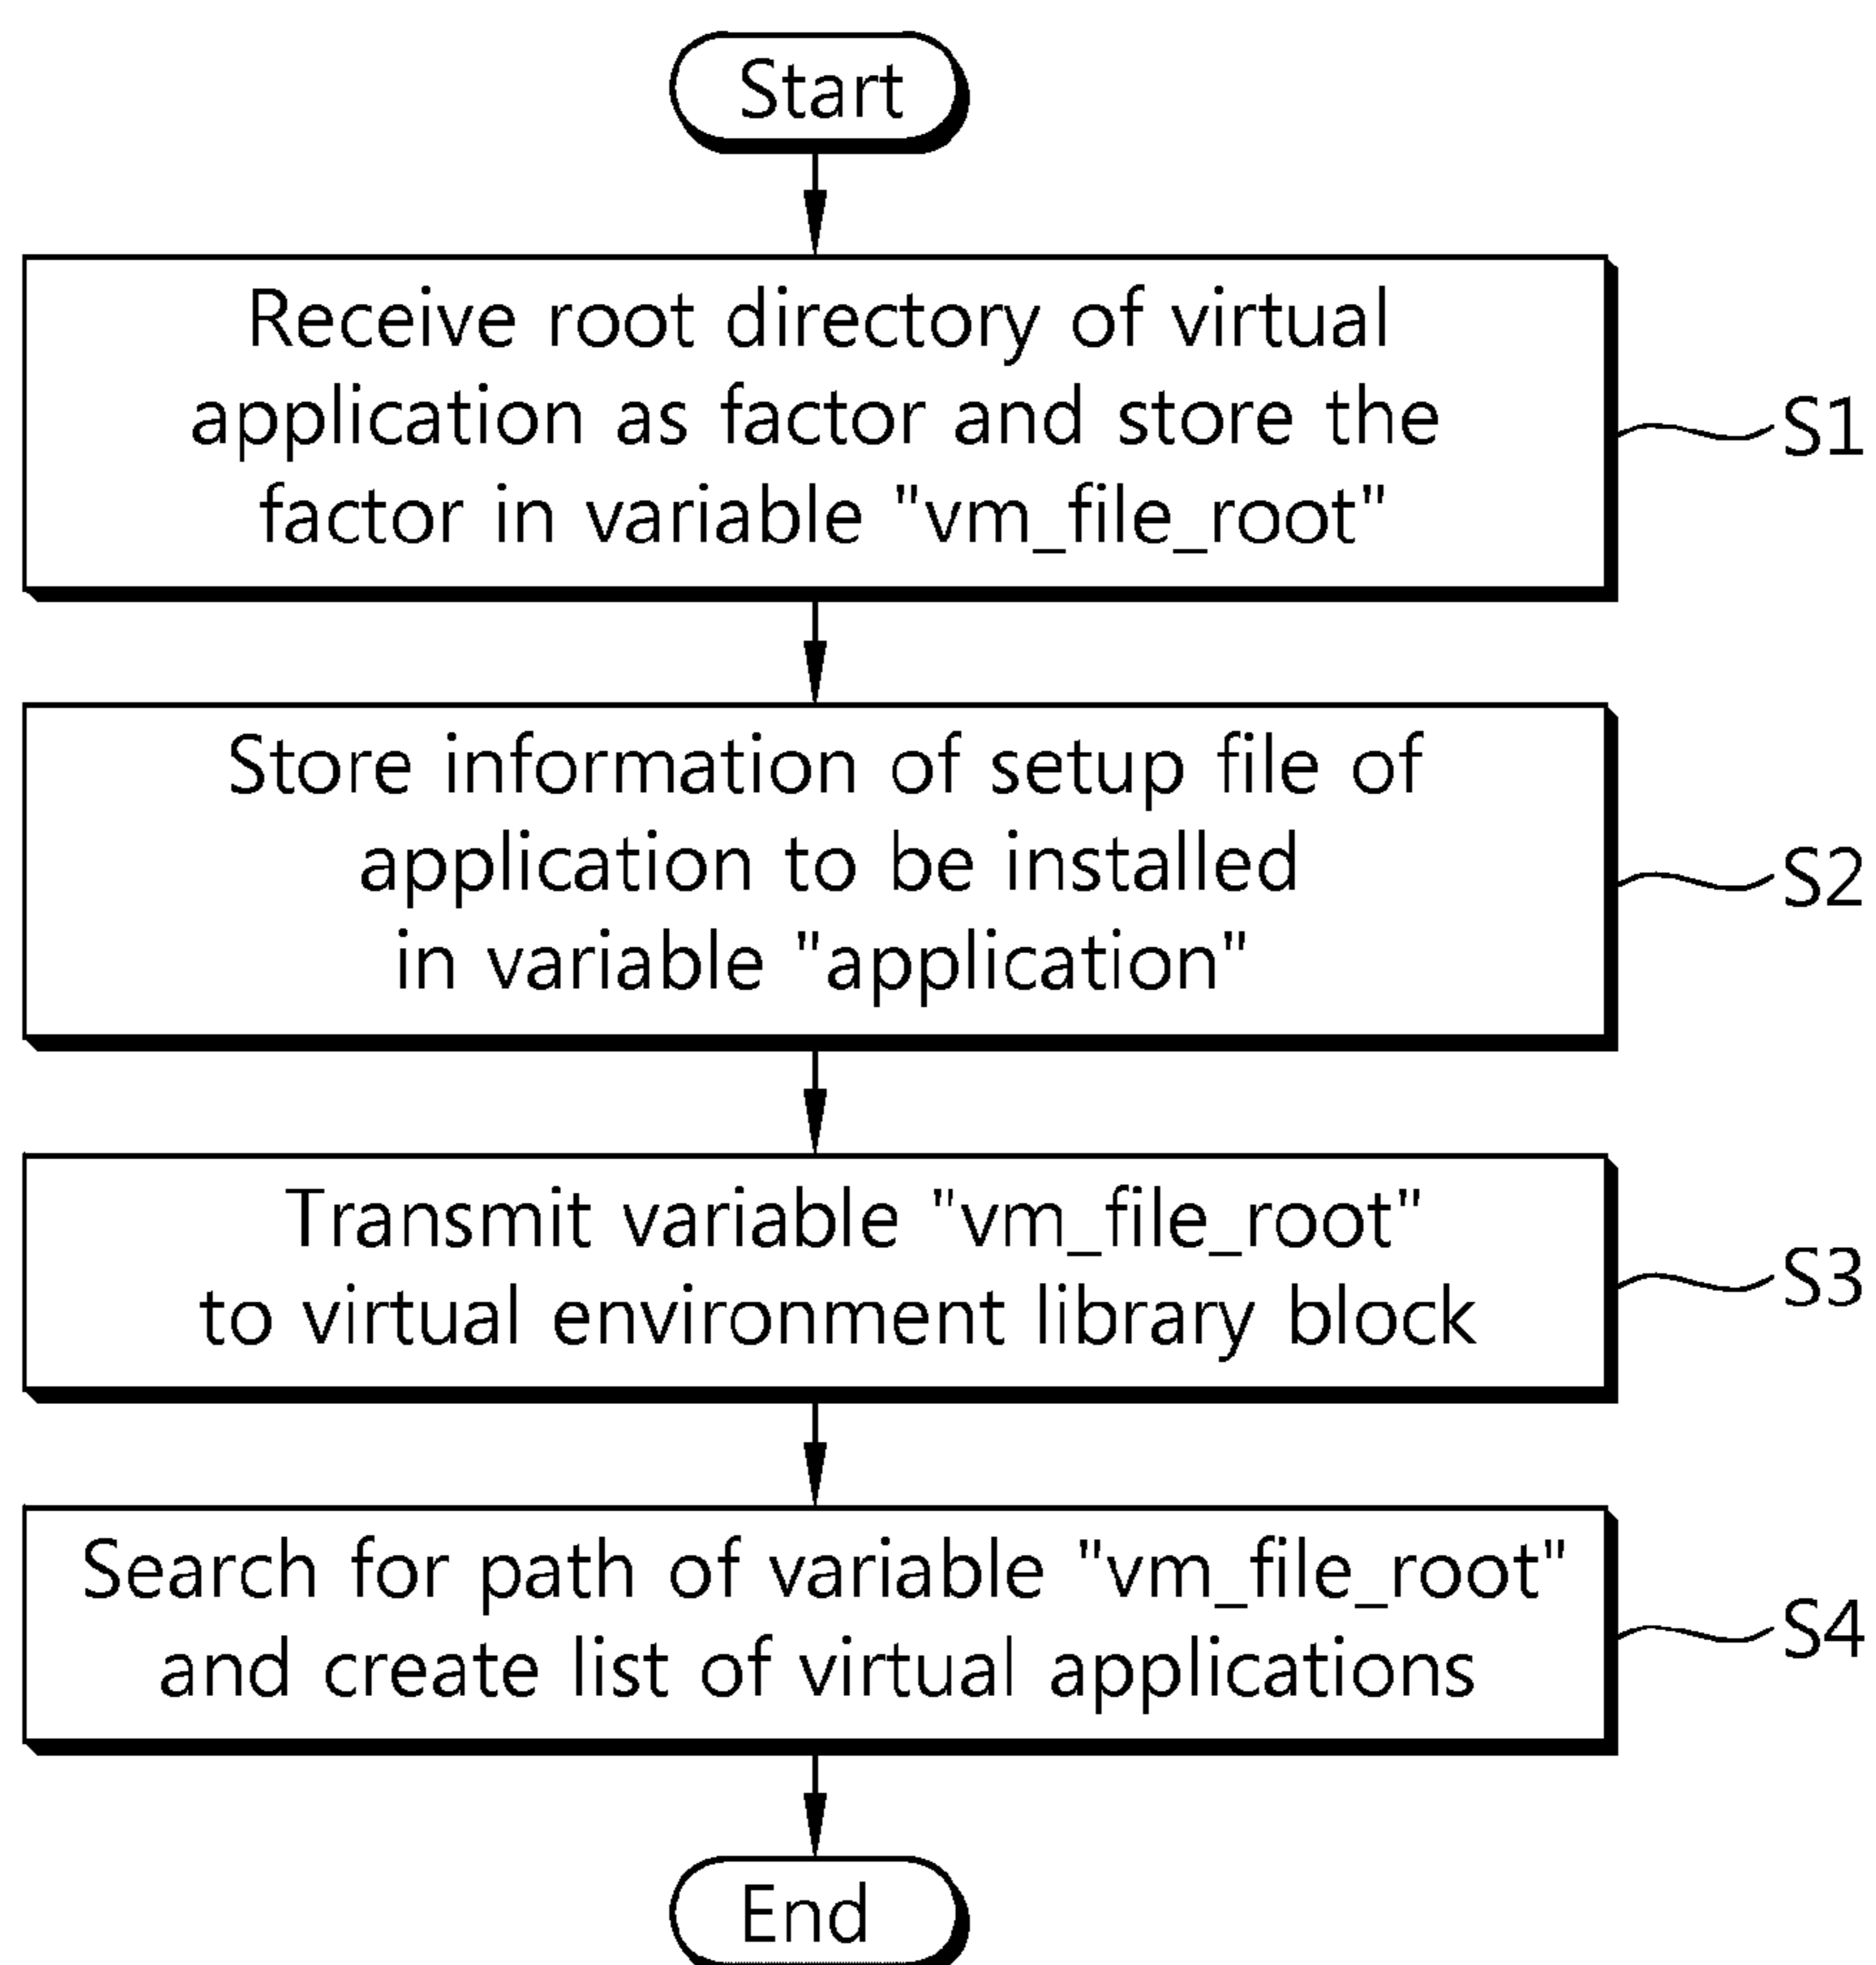 Start
Receive root directory of virtual
application as factor and store the
factor in variable "vm_file_root"
S1
Store information of setup file of
application to be installed
in variable "application"
S2
Transmit variable "vm_file_root"
to virtual environment library block
S3
Search for path of variable "vm_file_root"
and create list of virtual applications
S4
End